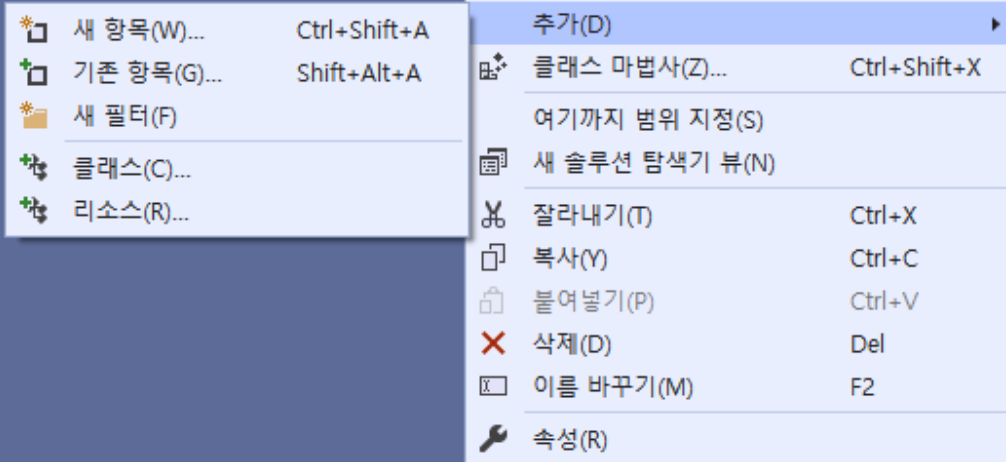 새 항목(W)... Ctrl+Shift+A
기존 항목(G)... Shift+Alt+A
새 필터(F)
클래스(C)...
리소스(R)...
추가(D)
클래스 마법사(Z)... Ctrl+Shift+X
여기까지 범위 지정(S)
새 솔루션 탐색기 뷰(N)
잘라내기(T) Ctrl+X
복사(Y) Ctrl+C
붙여넣기(P) Ctrl+V
삭제(D) Del
이름 바꾸기(M) F2
속성(R)